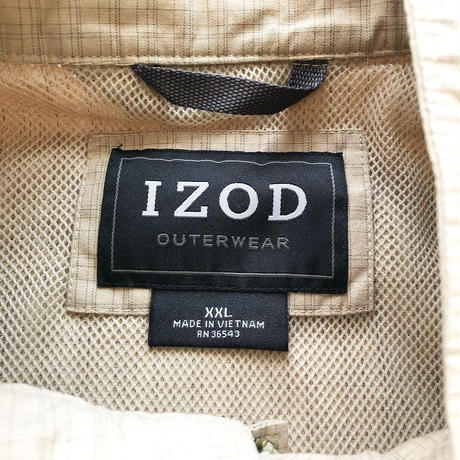 IZOD
OUTERWEAR
XXL
MADE IN VIETNAM
RN 36543